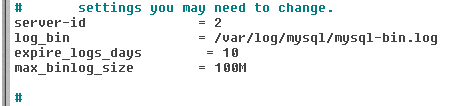 #       settings you may need to change.
server-id               = 2
log_bin                 = /var/log/mysql/mysql-bin.log
expire_logs_days         = 10
max_binlog_size         = 100M
#